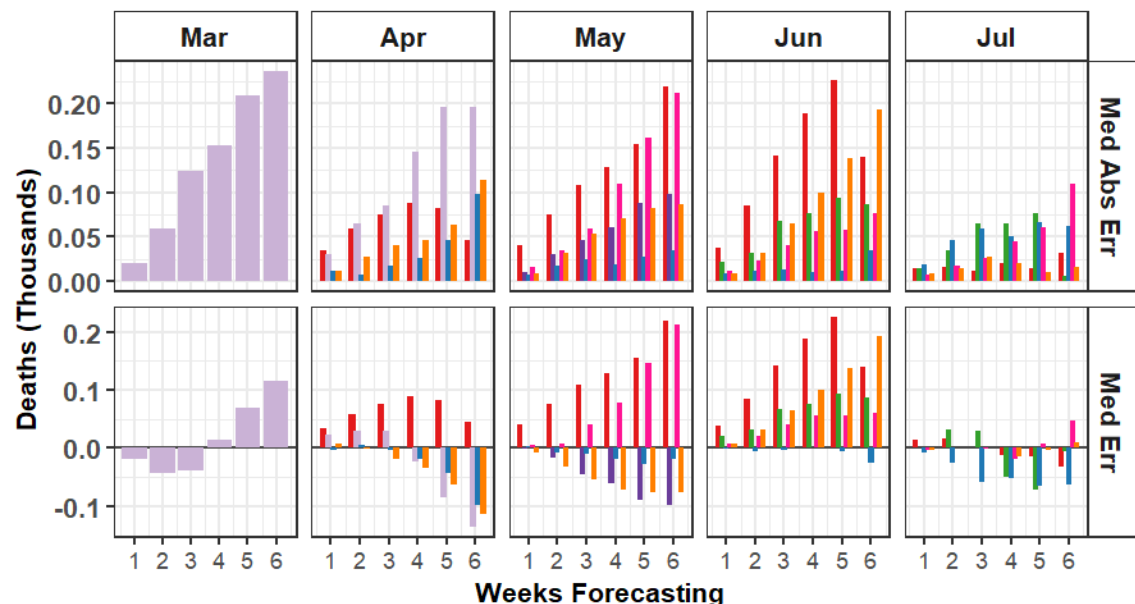 Mar Apr May Jun Jul
Deaths (Thousands)
0.20
0.15
0.10
0.05
0.00
Med Abs Err
0.2
0.1
0.0
-0.1
Med Err
1 2 3 4 5 6 1 2 3 4 5 6 1 2 3 4 5 6 1 2 3 4 5 6 1 2 3 4 5 6
Weeks Forecasting